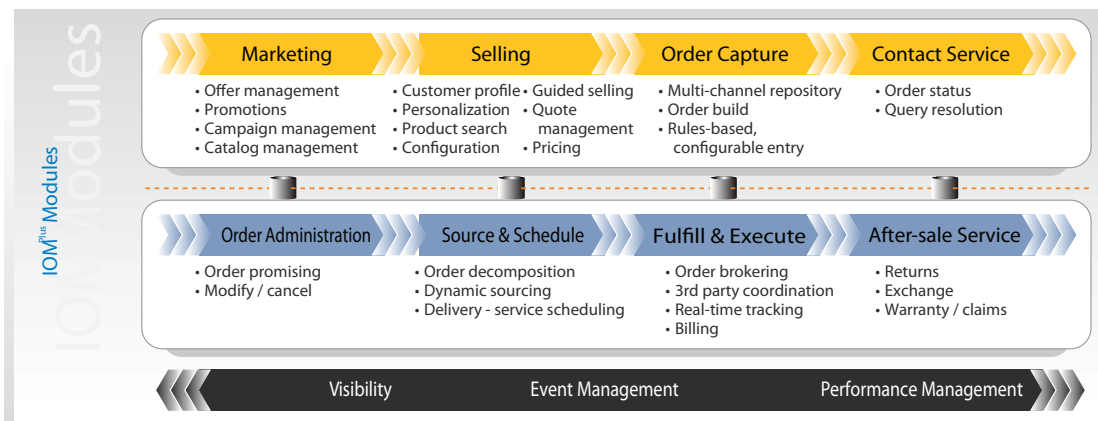 IOM Modules
IOM Plus Modules
Marketing
Selling
Order Capture
Contact Service
• Offer management
• Promotions
• Campaign management
• Catalog management
• Customer profile
• Personalization
• Product search
• Configuration
• Guided selling
• Quote
management
• Pricing
• Multi-channel repository
• Order build
• Rules-based,
configurable entry
• Order status
• Query resolution
Order Administration
Source & Schedule
Fulfill & Execute
After-sale Service
• Order promising
• Modify / cancel
• Order decomposition
• Dynamic sourcing
• Delivery - service scheduling
• Order brokering
• 3rd party coordination
• Real-time tracking
• Billing
• Returns
• Exchange
• Warranty / claims
Visibility
Event Management
Performance Management